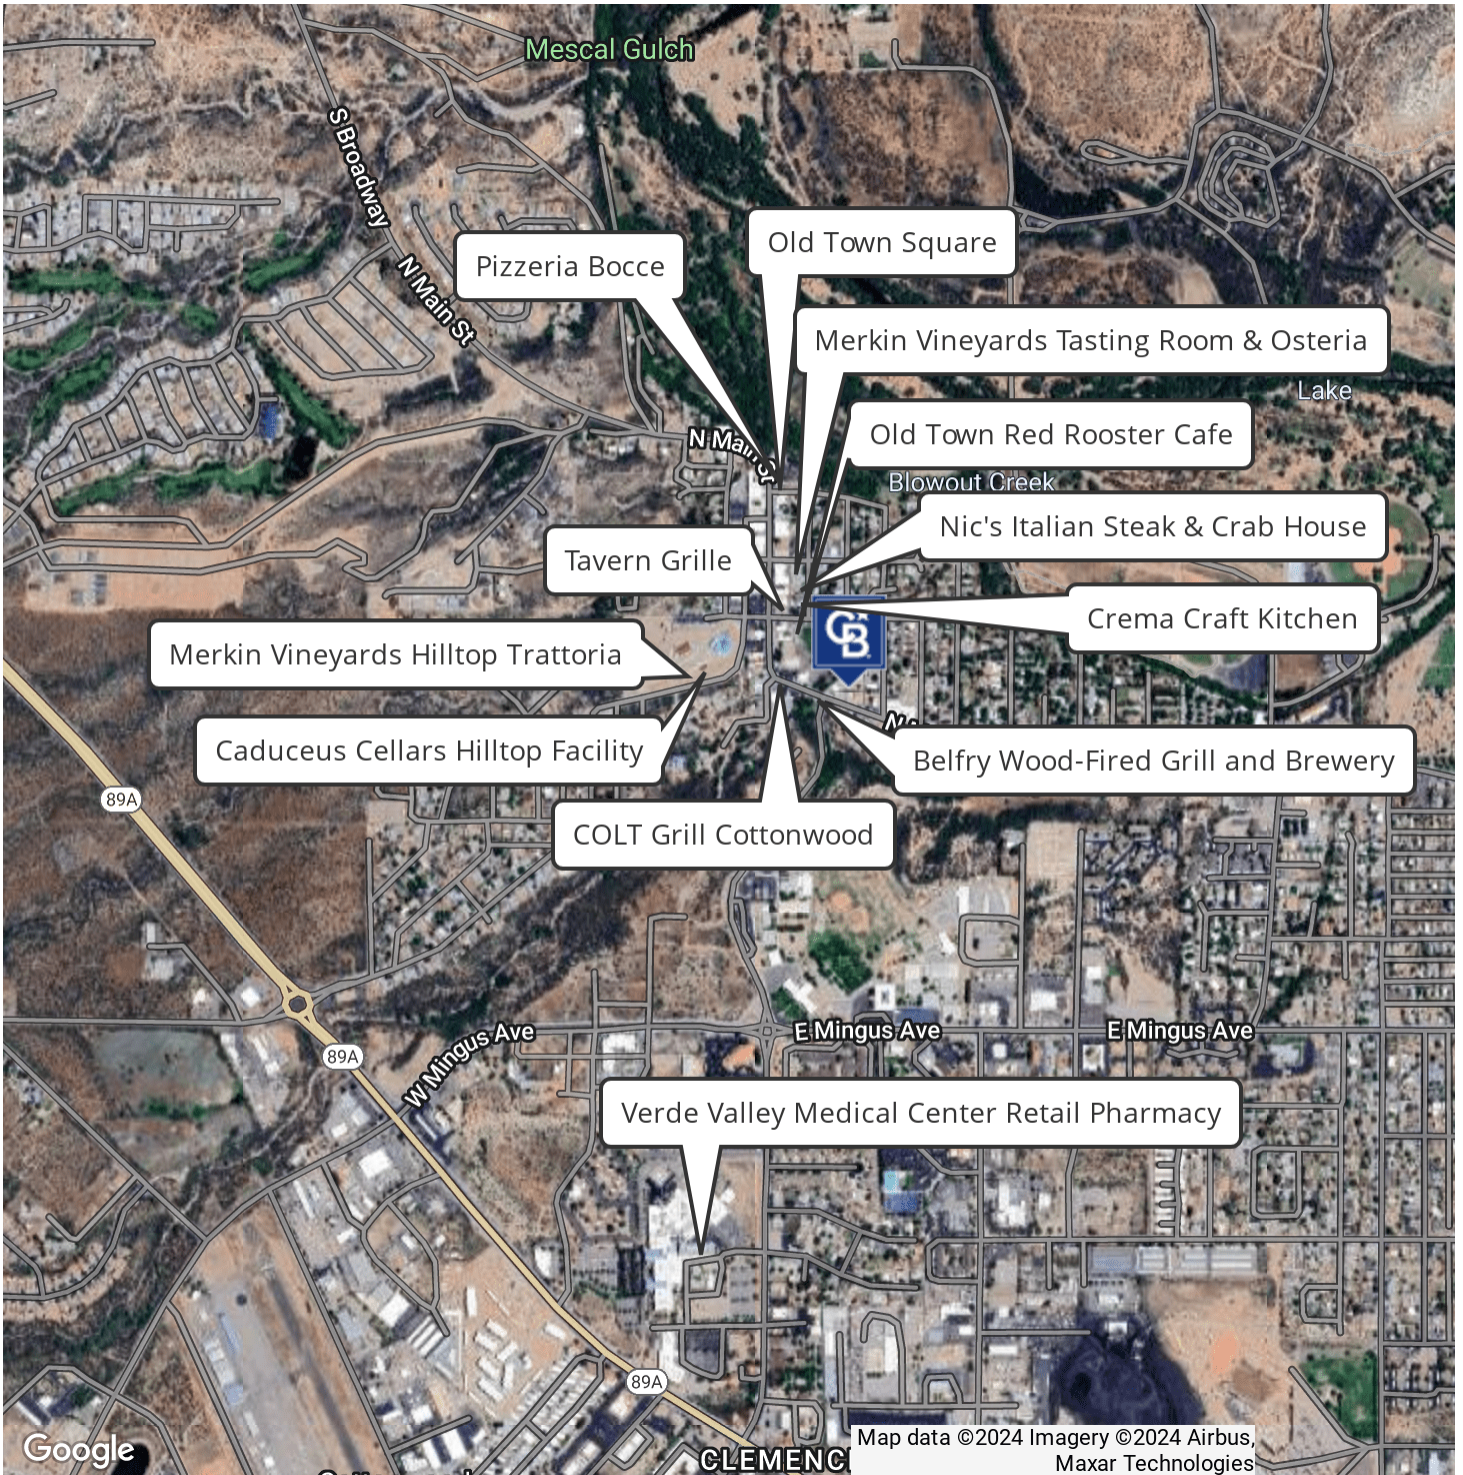 Mescal Gulch
S Broadway
Old Town Square
Pizzeria Bocce
N Main St
Merkin Vineyards Tasting Room & Osteria
Lake
Old Town Red Rooster Cafe
N Main St
Blowout Creek
Nic's Italian Steak & Crab House
Tavern Grille
Crema Craft Kitchen
CB
Merkin Vineyards Hilltop Trattoria
Caduceus Cellars Hilltop Facility
Belfry Wood-Fired Grill and Brewery
89A
COLT Grill Cottonwood
E Mingus Ave
E Mingus Ave
W Mingus Ave
89A
Verde Valley Medical Center Retail Pharmacy
89A
Google
Map data ©2024 Imagery ©2024 Airbus,
Maxar Technologies